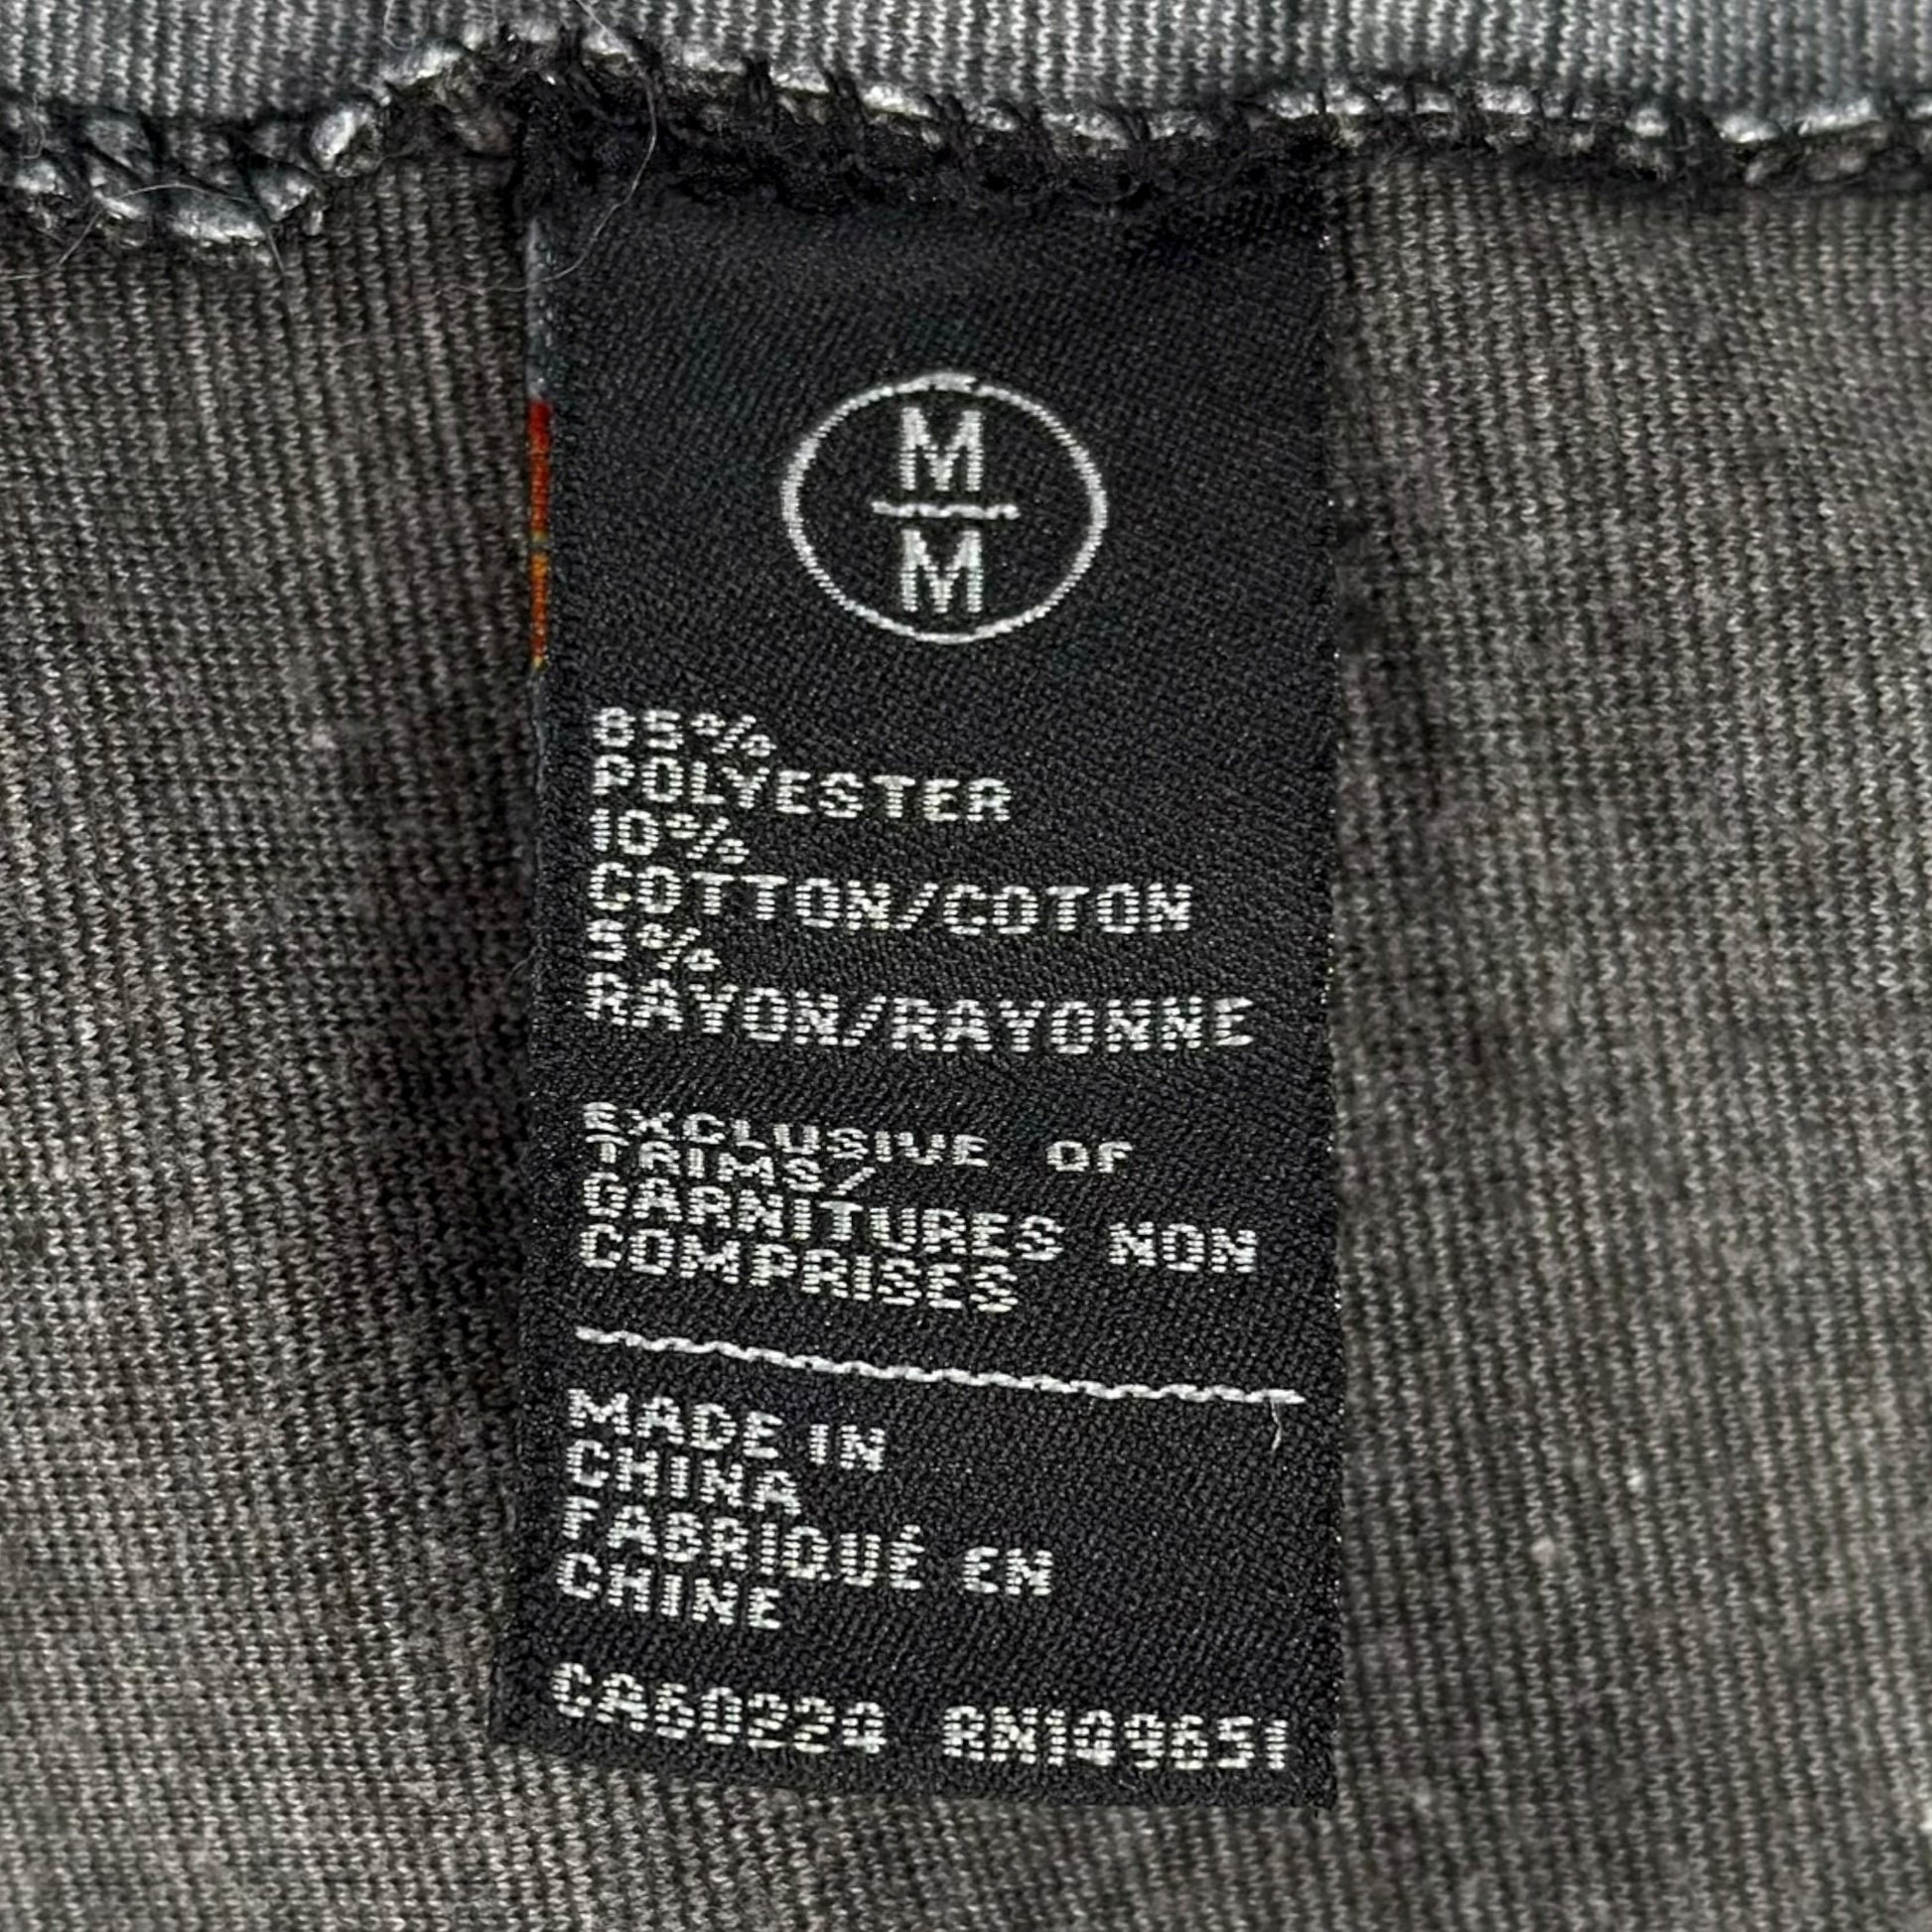 M
M
85%
POLYESTER
10%
COTTON/COTON
5%
RAYON/RAYONNE
EXCLUSIVE OF
TRIMS/
GARNITURES NON
COMPRISES
MADE IN
CHINA
FABRIQUÉ EN
CHINE
CA50224 RN149651